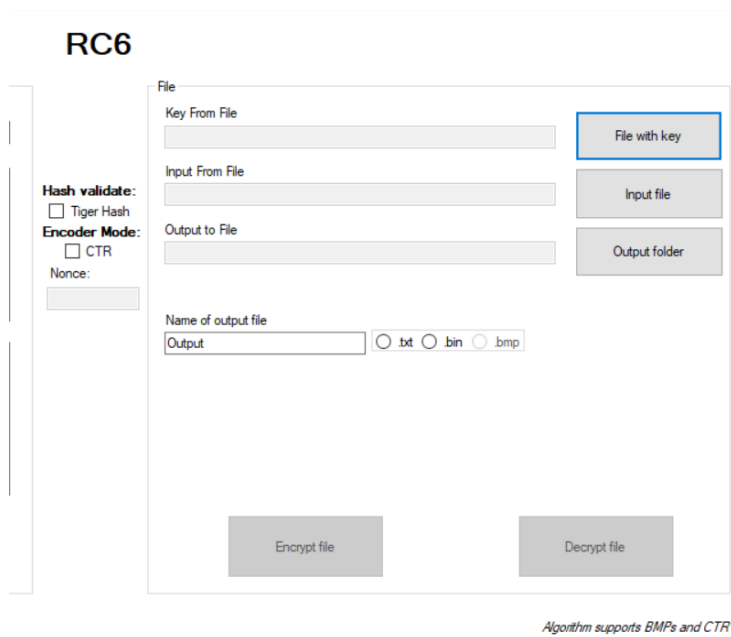 RC6
File
Key From File
File with key
Input From File
Input file
Hash validate:
Tiger Hash
Encoder Mode:
CTR
Nonce:
Output to File
Output folder
Name of output file
Output
.txt .bin .bmp
Encrypt file
Decrypt file
Algorithm supports BMPs and CTR